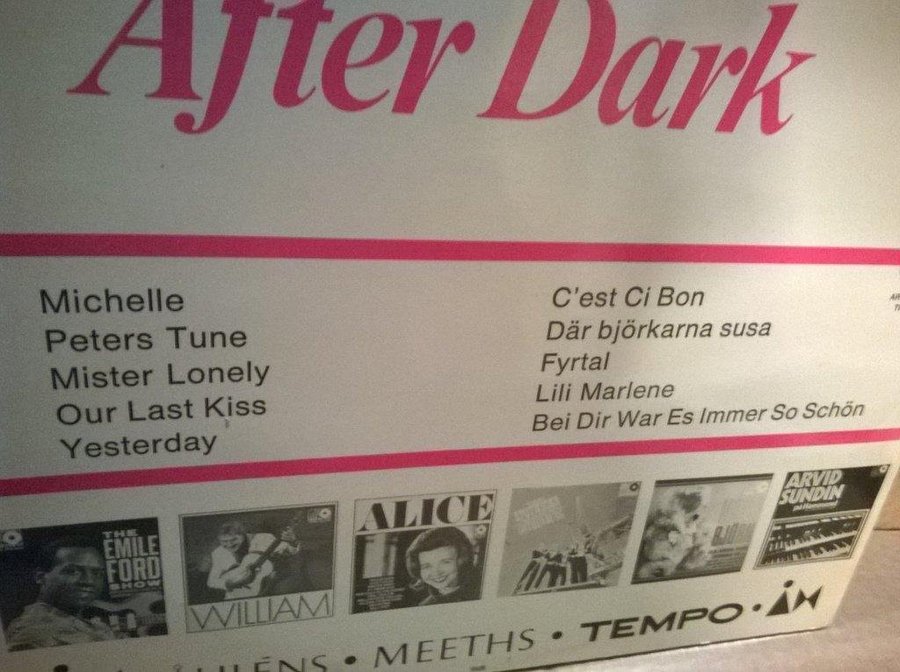 After Dark
Michelle
Peters Tune
Mister Lonely
Our Last Kiss
Yesterday
C'est Ci Bon
Där björkarna susa
Fyrtal
Lili Marlene
Bei Dir War Es Immer So Schön
THE
EMILE
FORD
SHOW
WILLIAM
ALICE
ARVID
SUNDIN
• MEETHS • TEMPO •